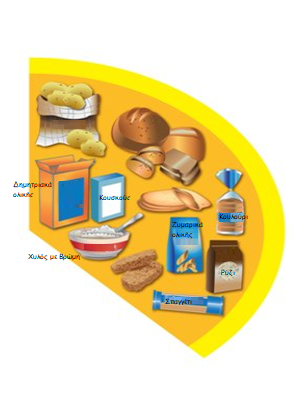 Δημητριακά
ολικής
Κουσκούς
Κουλούρι
Ζυμαρικά
ολικής
Χυλός με Βρώμη
Ρύζι
Σπαγγέτι